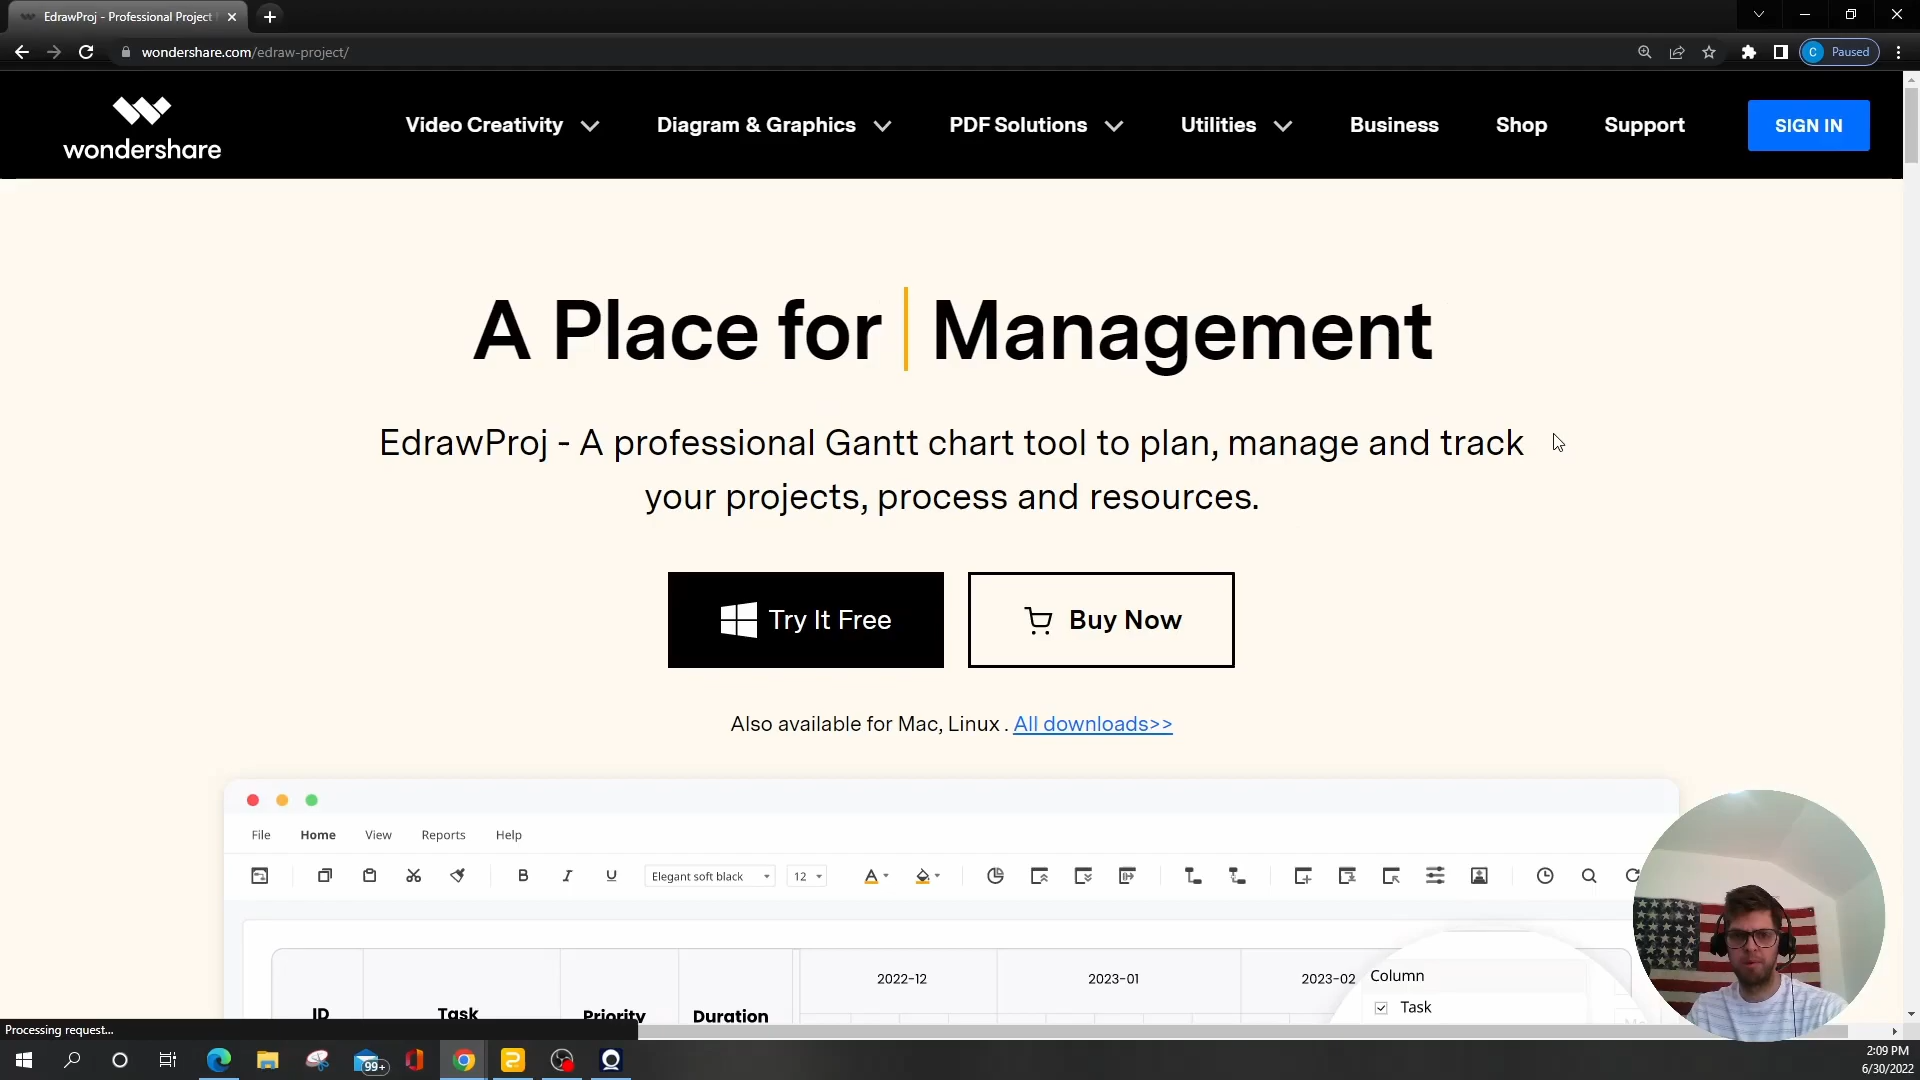 EdrawProj - Professional Project
wondershare.com/edraw-project/
C Paused
wondershare
Video Creativity
Diagram & Graphics
PDF Solutions
Utilities
Business
Shop
Support
SIGN IN
A Place for Management
EdrawProj - A professional Gantt chart tool to plan, manage and track
your projects, process and resources.
Try It Free
Buy Now
Also available for Mac, Linux . All downloads>>
File Home View Reports Help
B I U Elegant soft black 12 A
2022-12 2023-01 2023-02 Column
ID Task Priority Duration
Task
Processing request...
99+
2:09 PM
6/30/2022